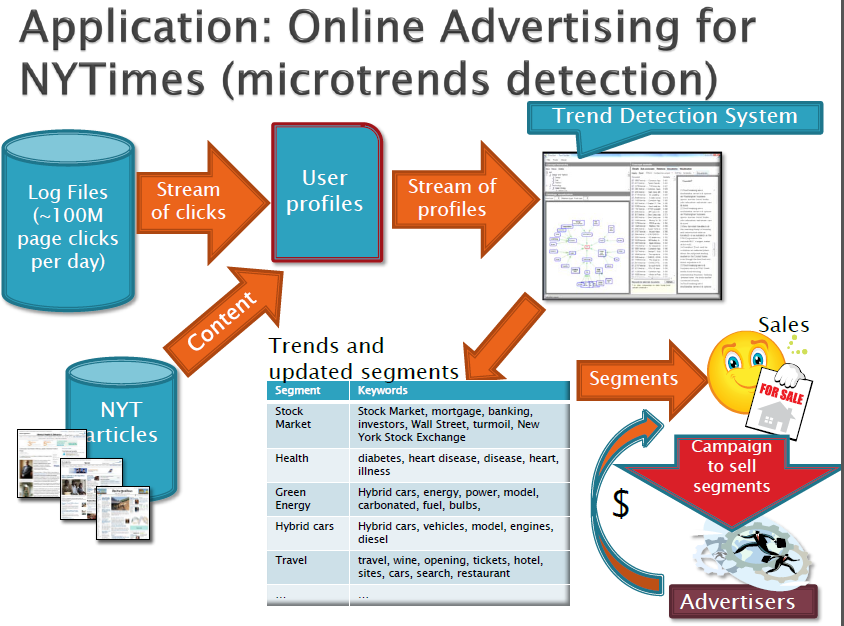 Application: Online Advertising for
NYTimes (microtrends detection)
Trend Detection System
Log Files
(~100M
page clicks
per day)
Stream
of clicks
User
profiles
Stream of
profiles
Content
NYT
articles
Trends and
updated segments
Segment Keywords
Stock
Market
Stock Market, mortgage, banking,
investors, Wall Street, turmoil, New
York Stock Exchange
Health
diabetes, heart disease, disease, heart,
illness
Green
Energy
Hybrid cars, energy, power, model,
carbonated, fuel, bulbs,
Hybrid cars
Hybrid cars, vehicles, model, engines,
diesel
Travel
travel, wine, opening, tickets, hotel,
sites, cars, search, restaurant
... ...
Segments
Sales
FOR SALE
Campaign
to sell
segments
$
Advertisers